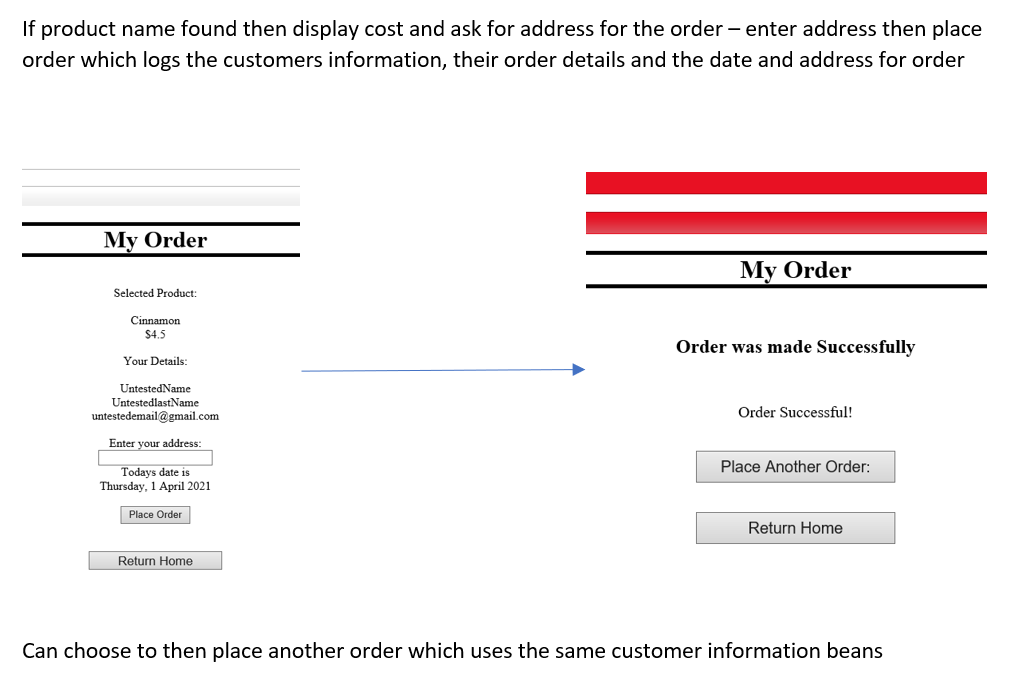 If product name found then display cost and ask for address for the order – enter address then place
order which logs the customers information, their order details and the date and address for order
My Order
Selected Product:
Cinnamon
$4.5
Your Details:
UntestedName
UntestedlastName
untestedemail@gmail.com
Enter your address:
Todays date is
Thursday, 1 April 2021
Place Order
Return Home
My Order
Order was made Successfully
Order Successful!
Place Another Order:
Return Home
Can choose to then place another order which uses the same customer information beans